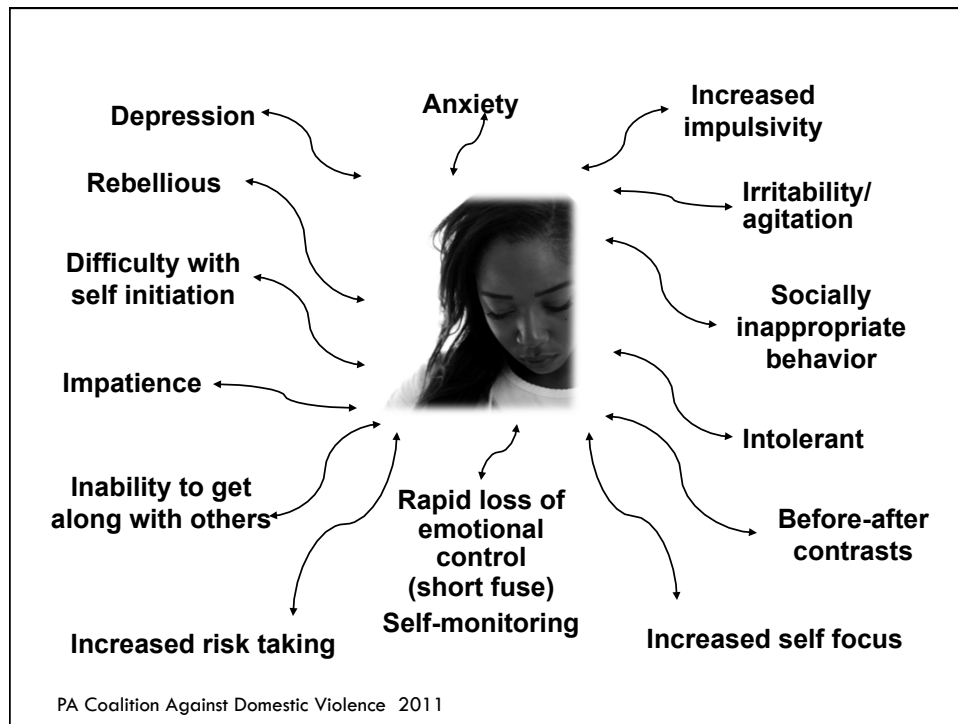 Depression
Anxiety
Increased
impulsivity
Rebellious
Irritability/
agitation
Difficulty with
self initiation
Socially
inappropriate
behavior
Impatience
Intolerant
Inability to get
along with others
Rapid loss of
emotional
control
(short fuse)
Self-monitoring
Before-after
contrasts
Increased risk taking
Increased self focus
PA Coalition Against Domestic Violence 2011